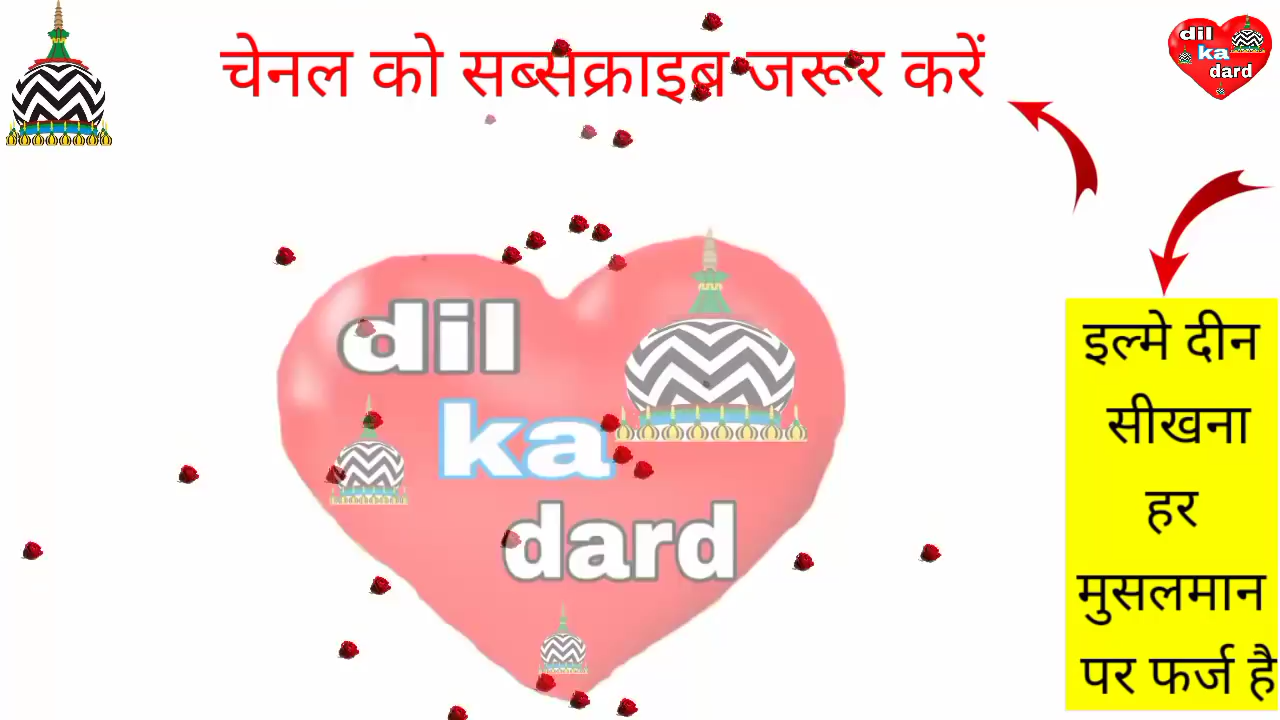 चेनल को सब्सक्राइब जरूर करें
dil
ka
dard
dil
ka
dard
इल्मे दीन
सीखना
हर
मुसलमान
पर फर्ज है